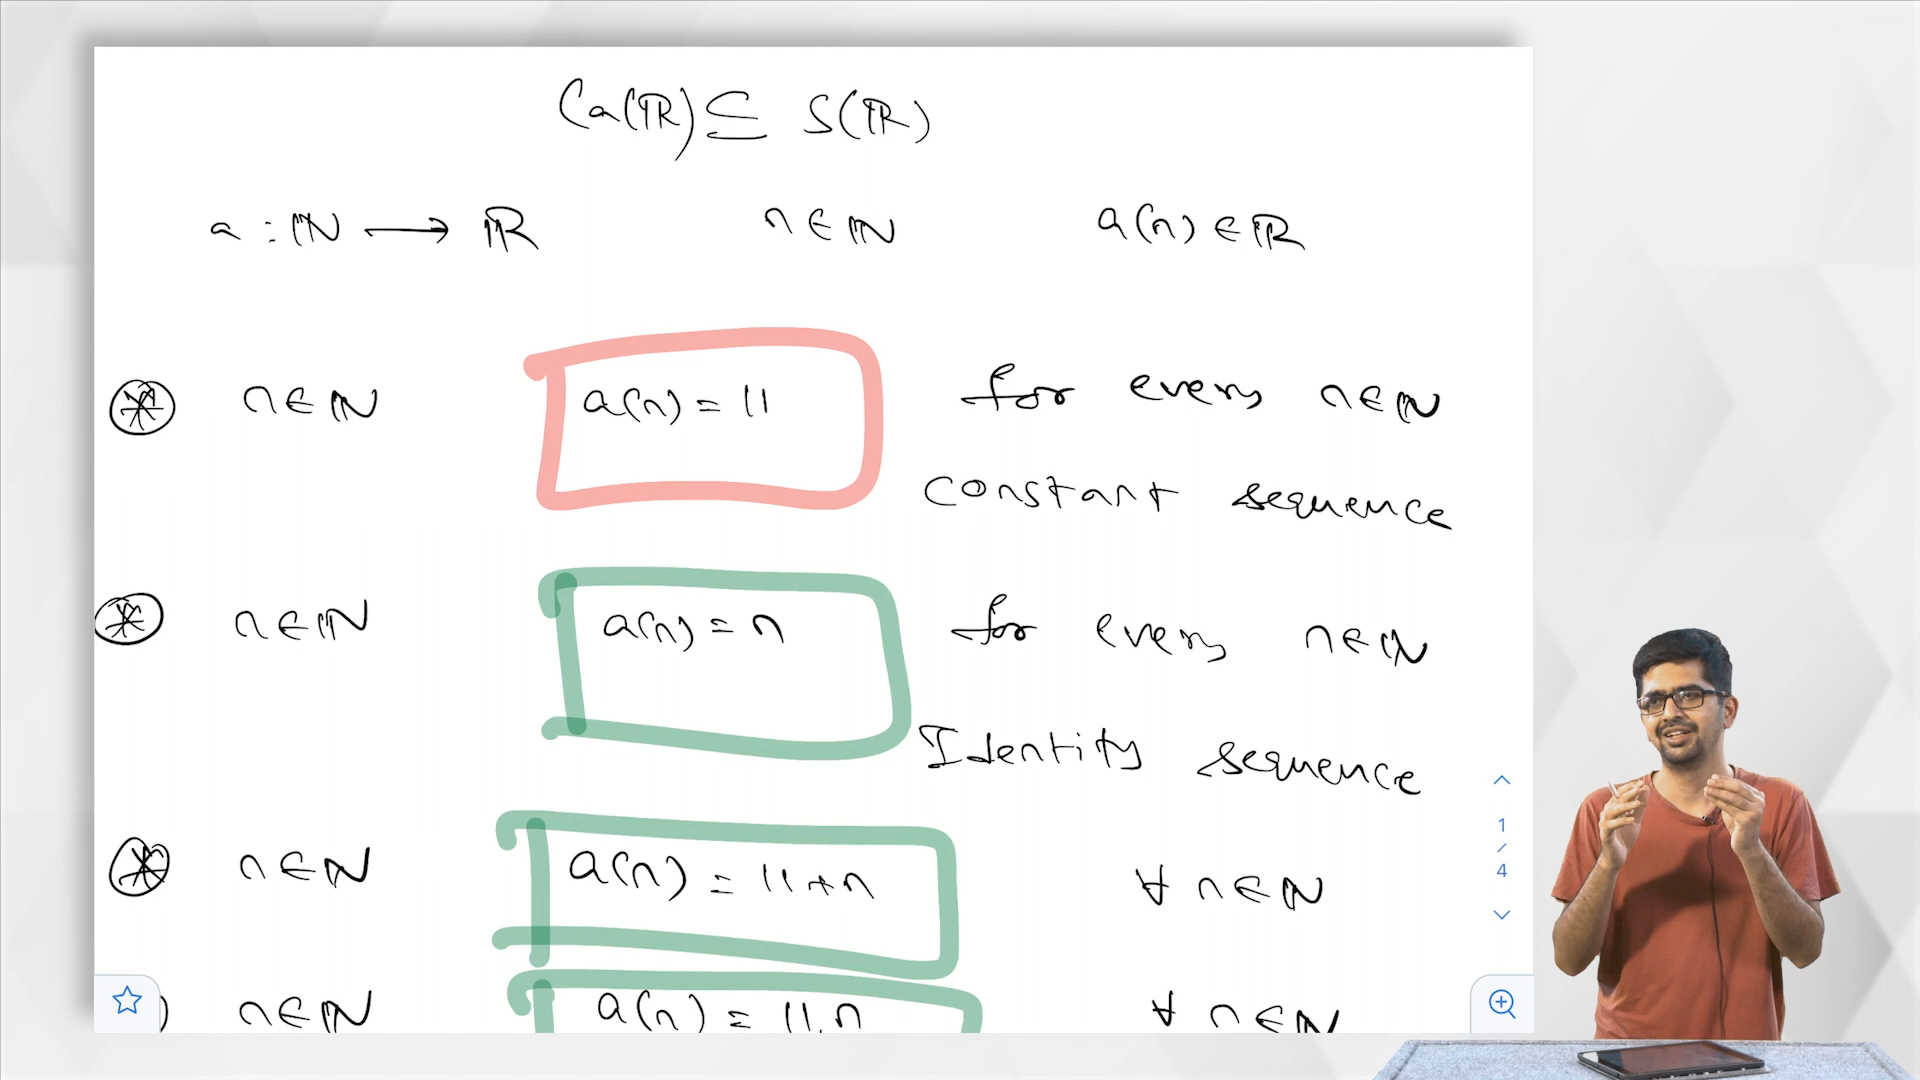 Ca(ℝ) ⊆ S(ℝ)
a : ℕ ⟶ ℝ n ∈ ℕ a(n) ∈ ℝ
n ∈ ℕ a(n) = 11 for every n ∈ ℕ
constant sequence
n ∈ ℕ a(n) = n for every n ∈ ℕ
Identity sequence
n ∈ ℕ a(n) = 11+n ∀ n ∈ ℕ
n ∈ ℕ a(n) = 11.n ∀ n ∈ ℕ
1
/
4